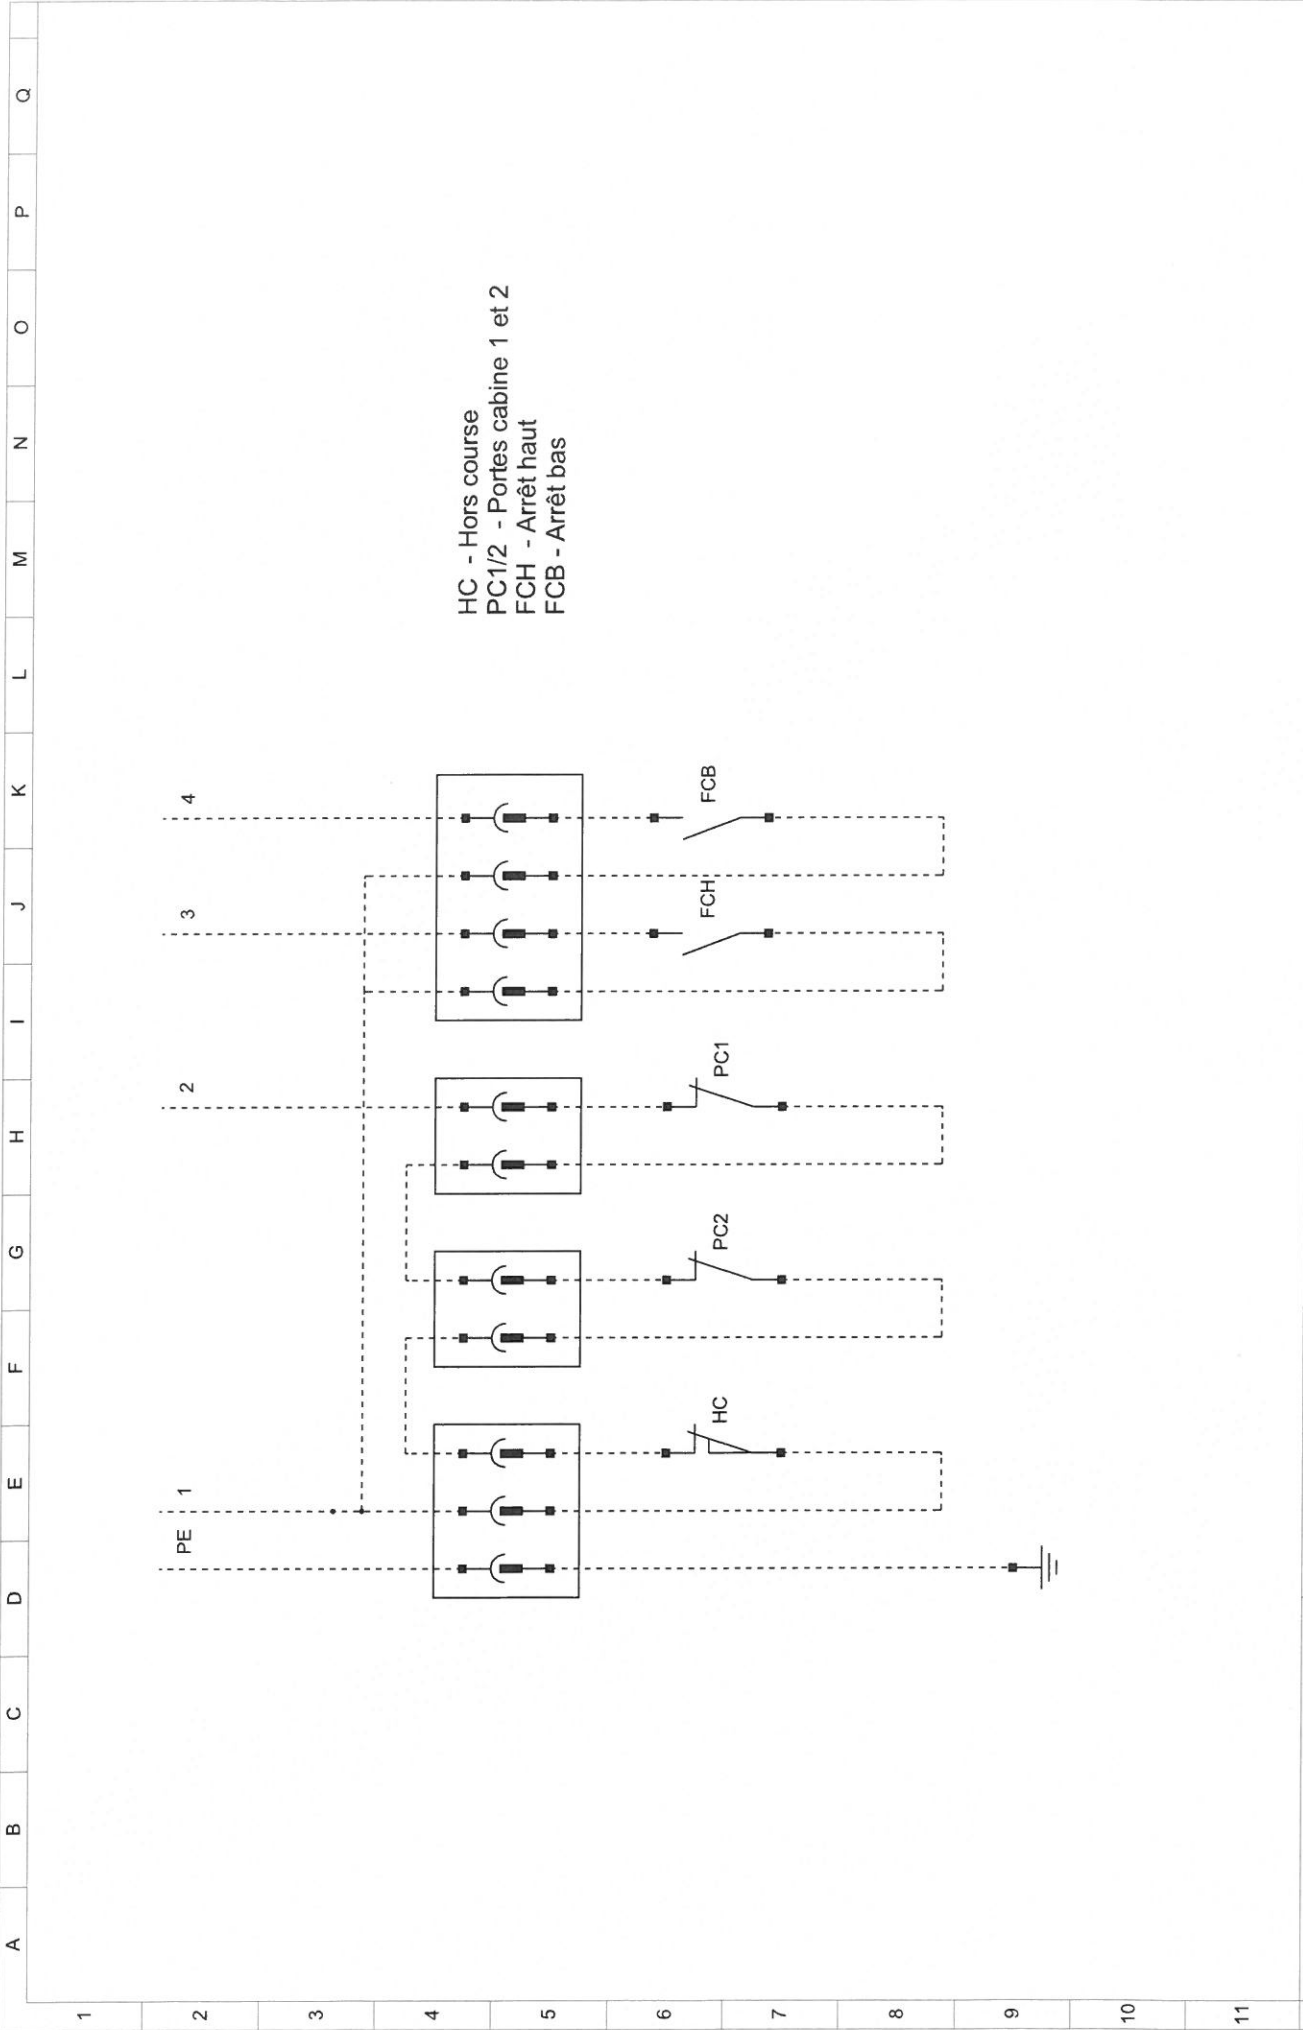 A B C D E F G H I J K L M N O P Q
1
2
3
4
5
6
7
8
9
10
11
PE 1 2 3 4
HC - Hors course
PC1/2 - Portes cabine 1 et 2
FCH - Arrêt haut
FCB - Arrêt bas
HC PC2 PC1 FCH FCB